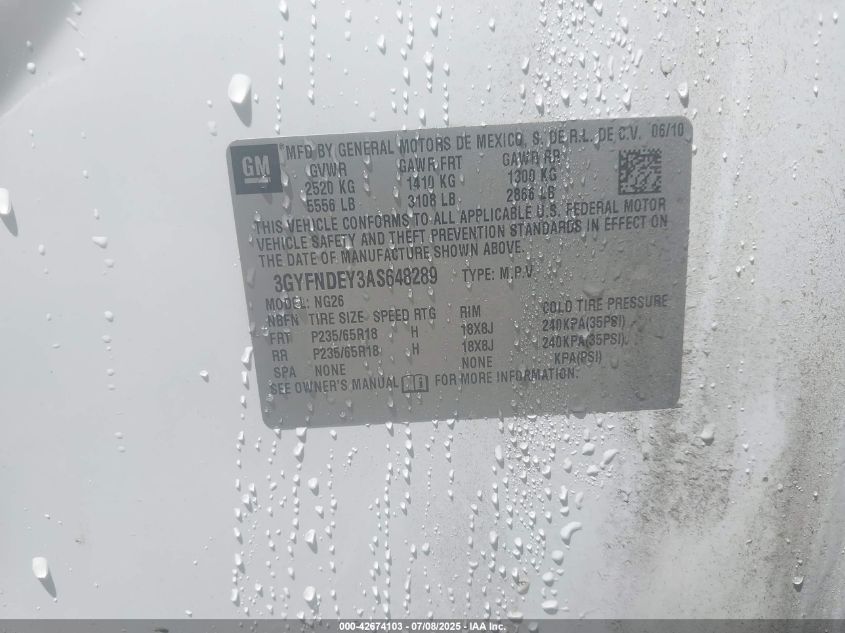 GM ® MFD BY GENERAL MOTORS DE MEXICO, S. DE R.L. DE C.V. 06/10
GVWR GAWR FRT GAWR RR
2520 KG 1410 KG 1300 KG
5556 LB 3108 LB 2866 LB
THIS VEHICLE CONFORMS TO ALL APPLICABLE U.S. FEDERAL MOTOR
VEHICLE SAFETY AND THEFT PREVENTION STANDARDS IN EFFECT ON
THE DATE OF MANUFACTURE SHOWN ABOVE.
3GYFNDEY3AS648289 TYPE: M.P.V
MODEL: NG26
NBFN TIRE SIZE SPEED RTG RIM COLD TIRE PRESSURE
FRT P235/65R18 H 18X8J 240KPA(35PSI)
RR P235/65R18 H 18X8J 240KPA(35PSI)
SPA NONE NONE KPA(PSI)
SEE OWNER'S MANUAL FOR MORE INFORMATION.
000-42674103 - 07/08/2025 - IAA Inc.